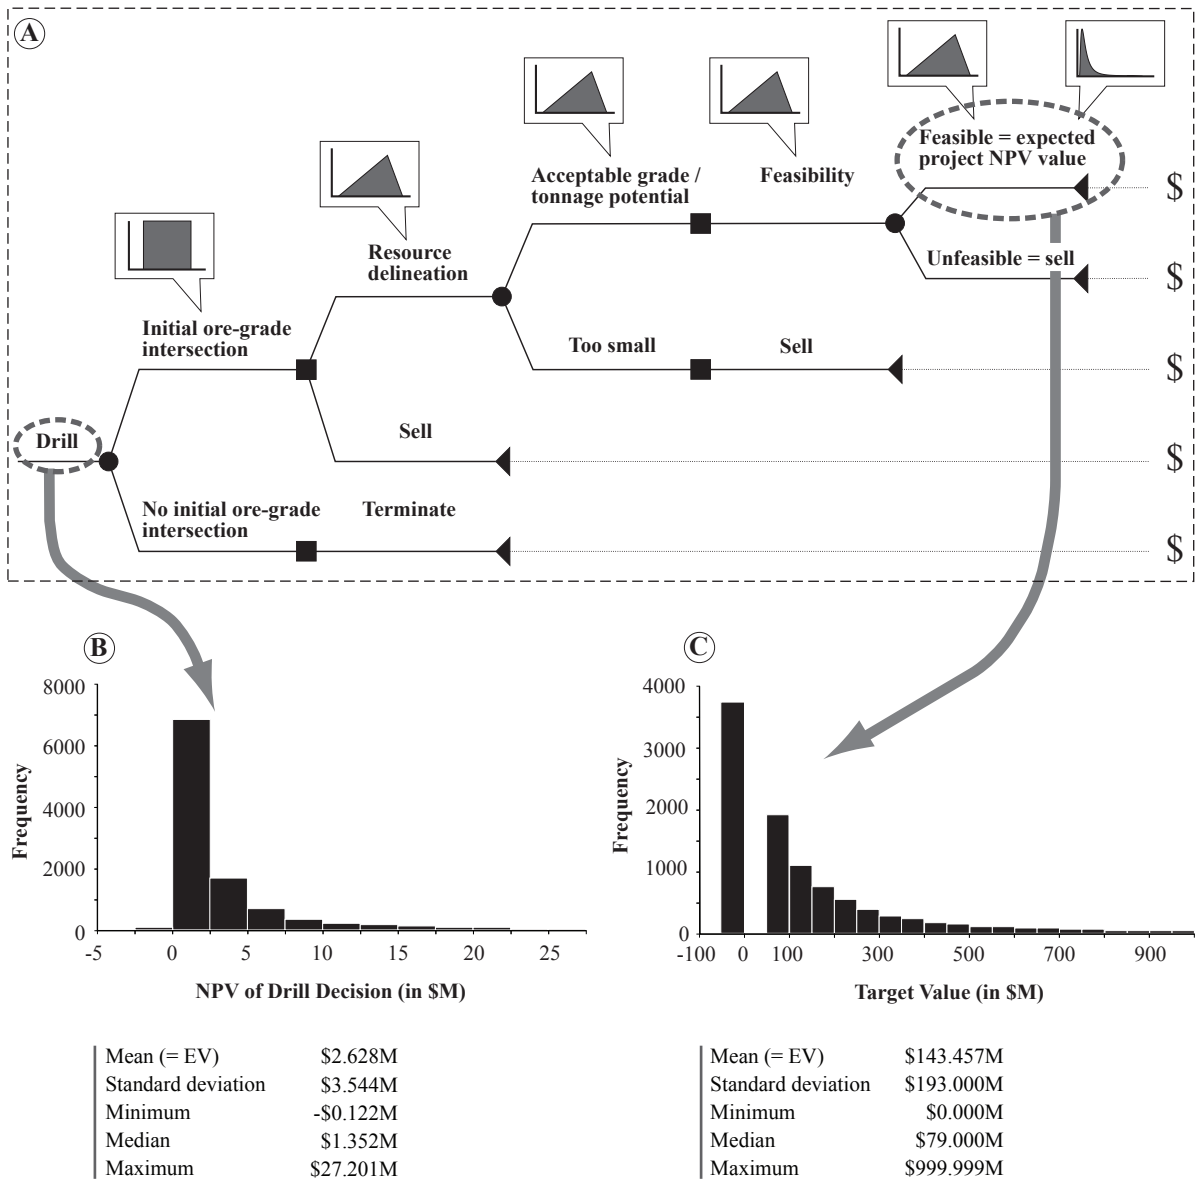 A
Feasible = expected
project NPV value
$
Acceptable grade /
tonnage potential
Feasibility
Unfeasible = sell
$
Resource
delineation
Initial ore-grade
intersection
Too small
Sell
$
Drill
Sell
$
No initial ore-grade
intersection
Terminate
$
B
8000
6000
4000
2000
0
Frequency
-5
0
5
10
15
20
25
NPV of Drill Decision (in $M)
Mean (= EV) $2.628M
Standard deviation $3.544M
Minimum -$0.122M
Median $1.352M
Maximum $27.201M
C
4000
3000
2000
1000
0
Frequency
-100
0
100
300
500
700
900
Target Value (in $M)
Mean (= EV) $143.457M
Standard deviation $193.000M
Minimum $0.000M
Median $79.000M
Maximum $999.999M